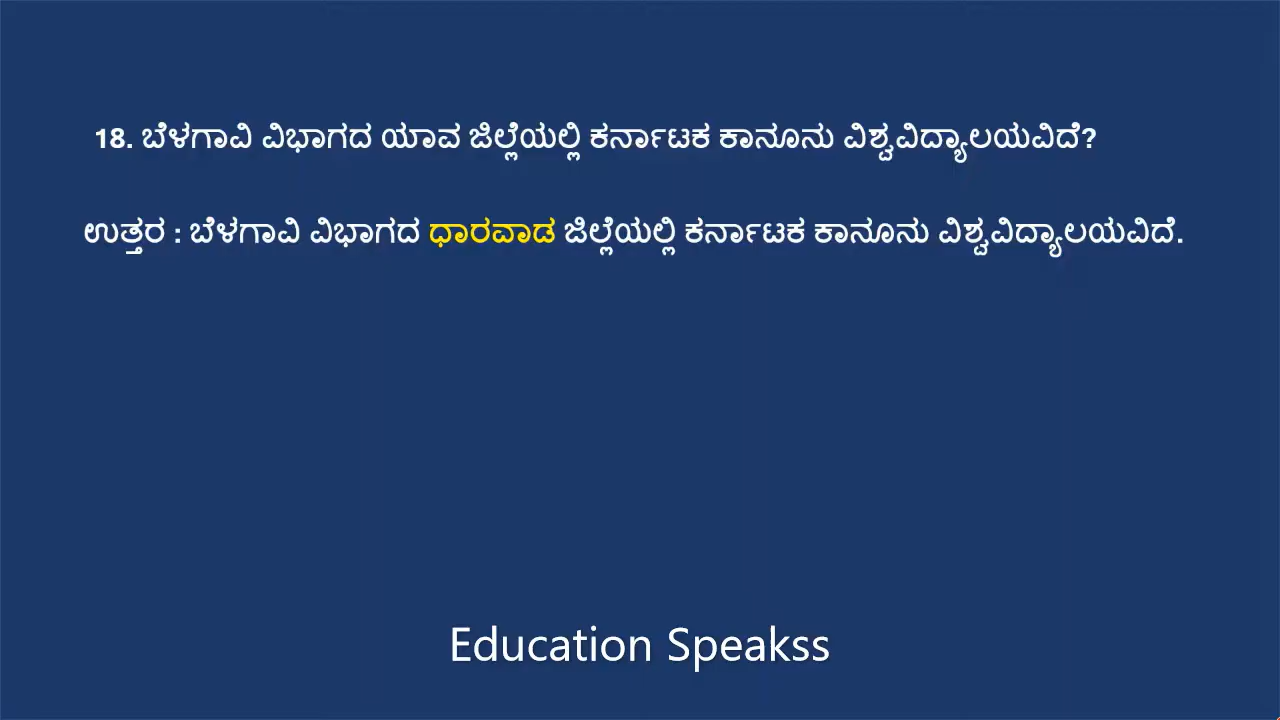 18. ಬೆಳಗಾವಿ ವಿಭಾಗದ ಯಾವ ಜಿಲ್ಲೆಯಲ್ಲಿ ಕರ್ನಾಟಕ ಕಾನೂನು ವಿಶ್ವವಿದ್ಯಾಲಯವಿದೆ?
ಉತ್ತರ : ಬೆಳಗಾವಿ ವಿಭಾಗದ ಧಾರವಾಡ ಜಿಲ್ಲೆಯಲ್ಲಿ ಕರ್ನಾಟಕ ಕಾನೂನು ವಿಶ್ವವಿದ್ಯಾಲಯವಿದೆ.
Education Speakss